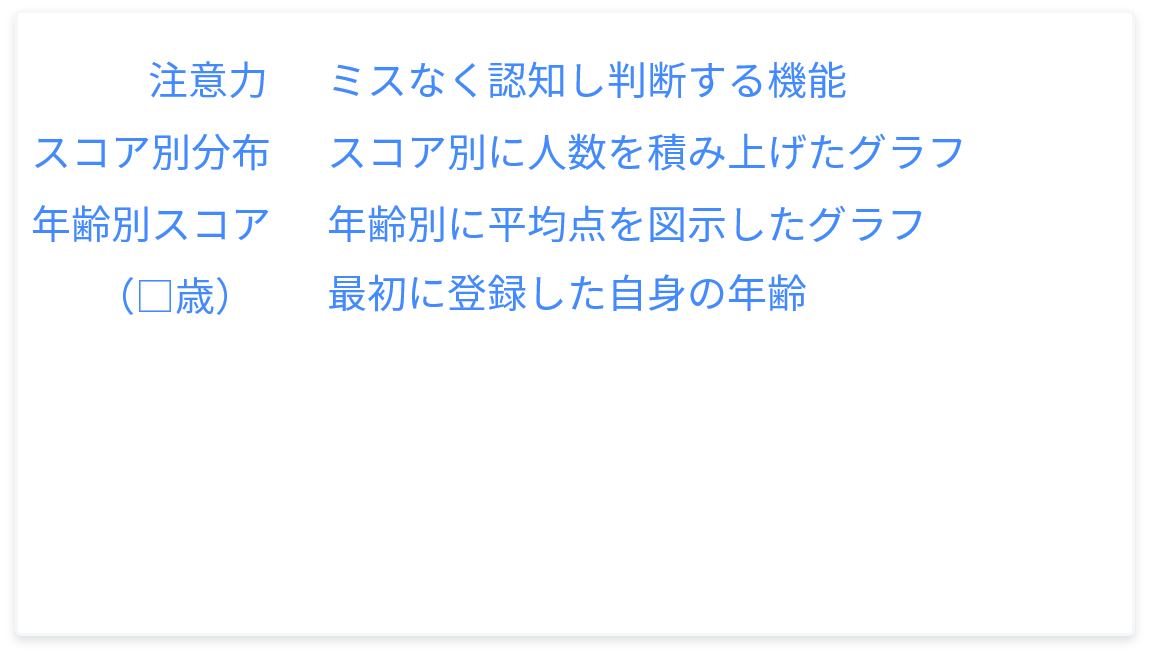 注意力 ミスなく認知し判断する機能
スコア別分布 スコア別に人数を積み上げたグラフ
年齢別スコア 年齢別に平均点を図示したグラフ
（□歳） 最初に登録した自身の年齢